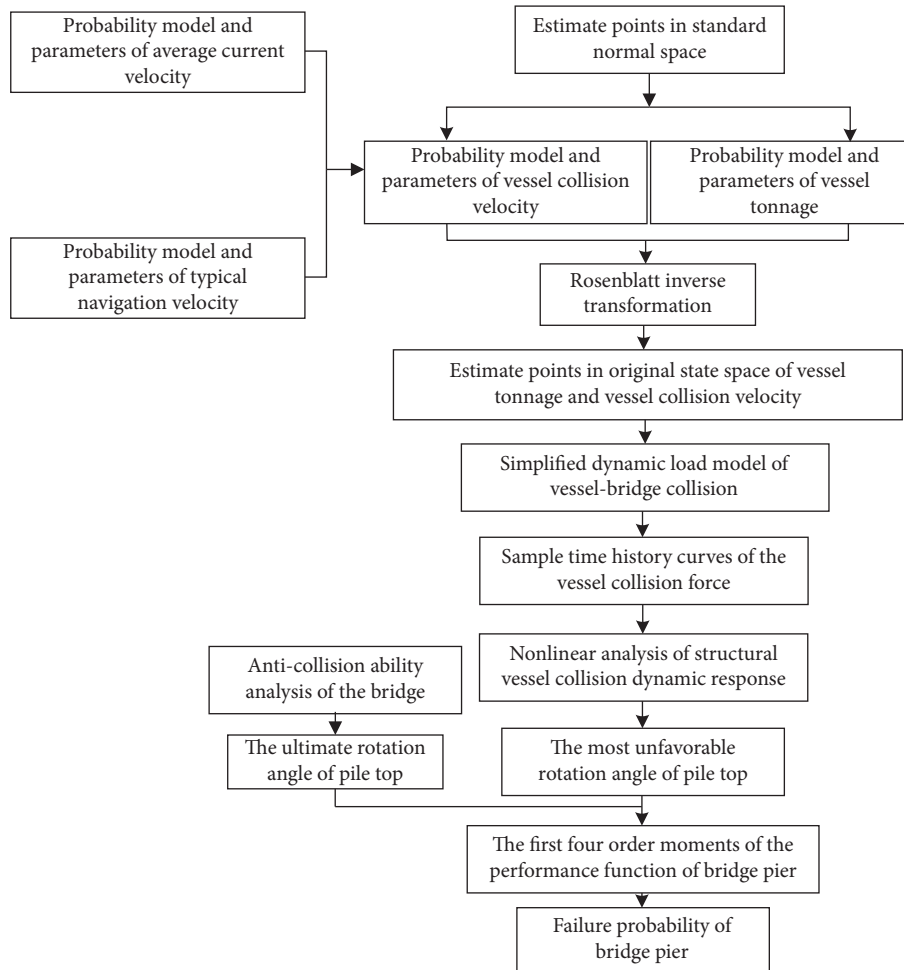 Probability model and
parameters of average current
velocity
Estimate points in standard
normal space
Probability model and
parameters of vessel collision
velocity
Probability model and
parameters of vessel
tonnage
Probability model and
parameters of typical
navigation velocity
Rosenblatt inverse
transformation
Estimate points in original state space of vessel
tonnage and vessel collision velocity
Simplified dynamic load model of
vessel-bridge collision
Sample time history curves of the
vessel collision force
Nonlinear analysis of structural
vessel collision dynamic response
Anti-collision ability
analysis of the bridge
The ultimate rotation
angle of pile top
The most unfavorable
rotation angle of pile top
The first four order moments of the
performance function of bridge pier
Failure probability of
bridge pier